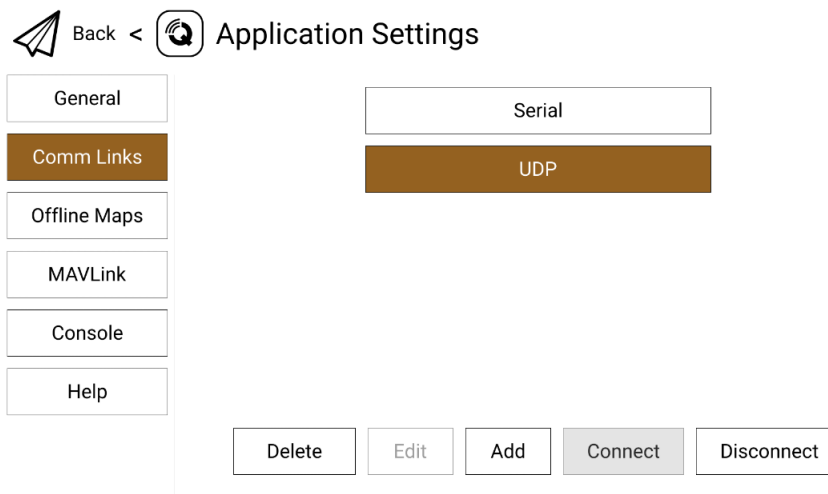 Back < Application Settings
General
Comm Links
Offline Maps
MAVLink
Console
Help
Serial
UDP
Delete Edit Add Connect Disconnect